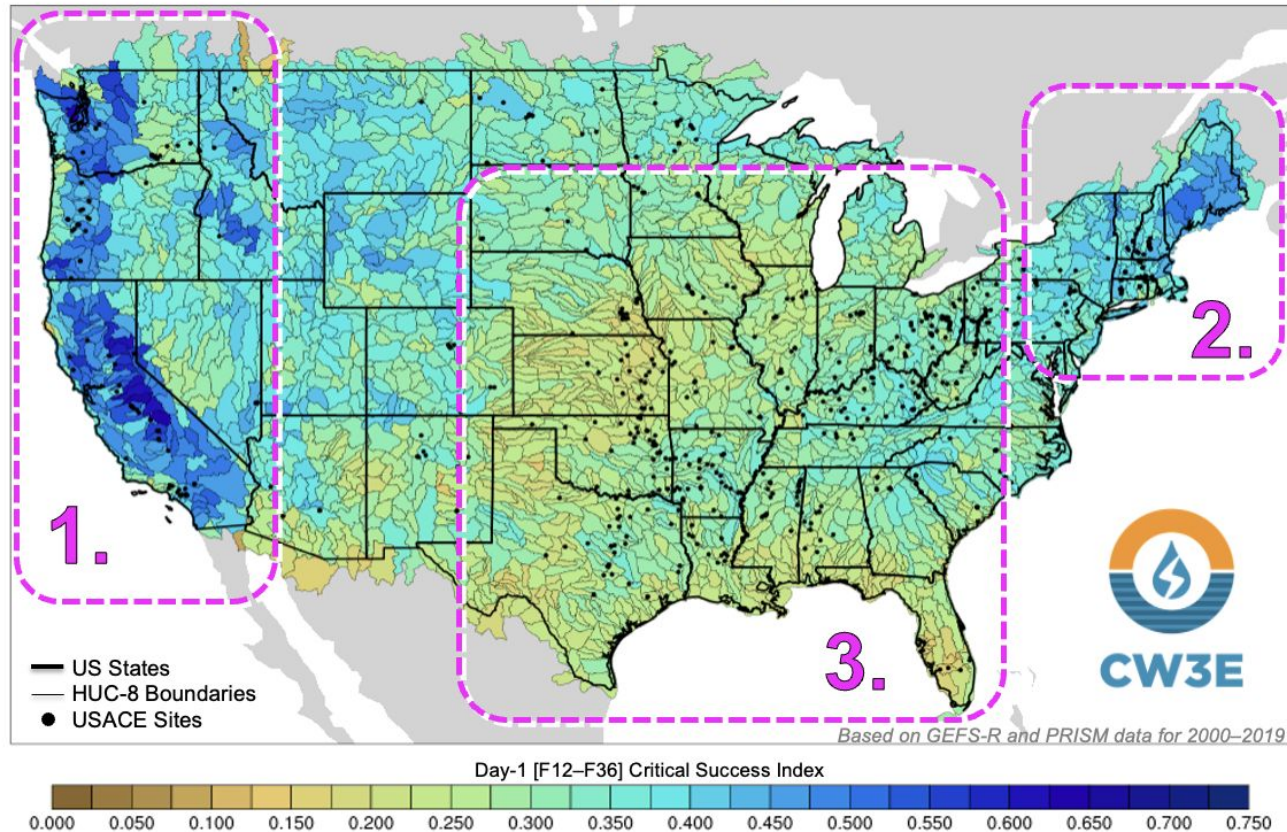 1.
2.
3.
US States
HUC-8 Boundaries
USACE Sites
CW3E
Based on GEFS-R and PRISM data for 2000–2019
Day-1 [F12–F36] Critical Success Index
0.000 0.050 0.100 0.150 0.200 0.250 0.300 0.350 0.400 0.450 0.500 0.550 0.600 0.650 0.700 0.750